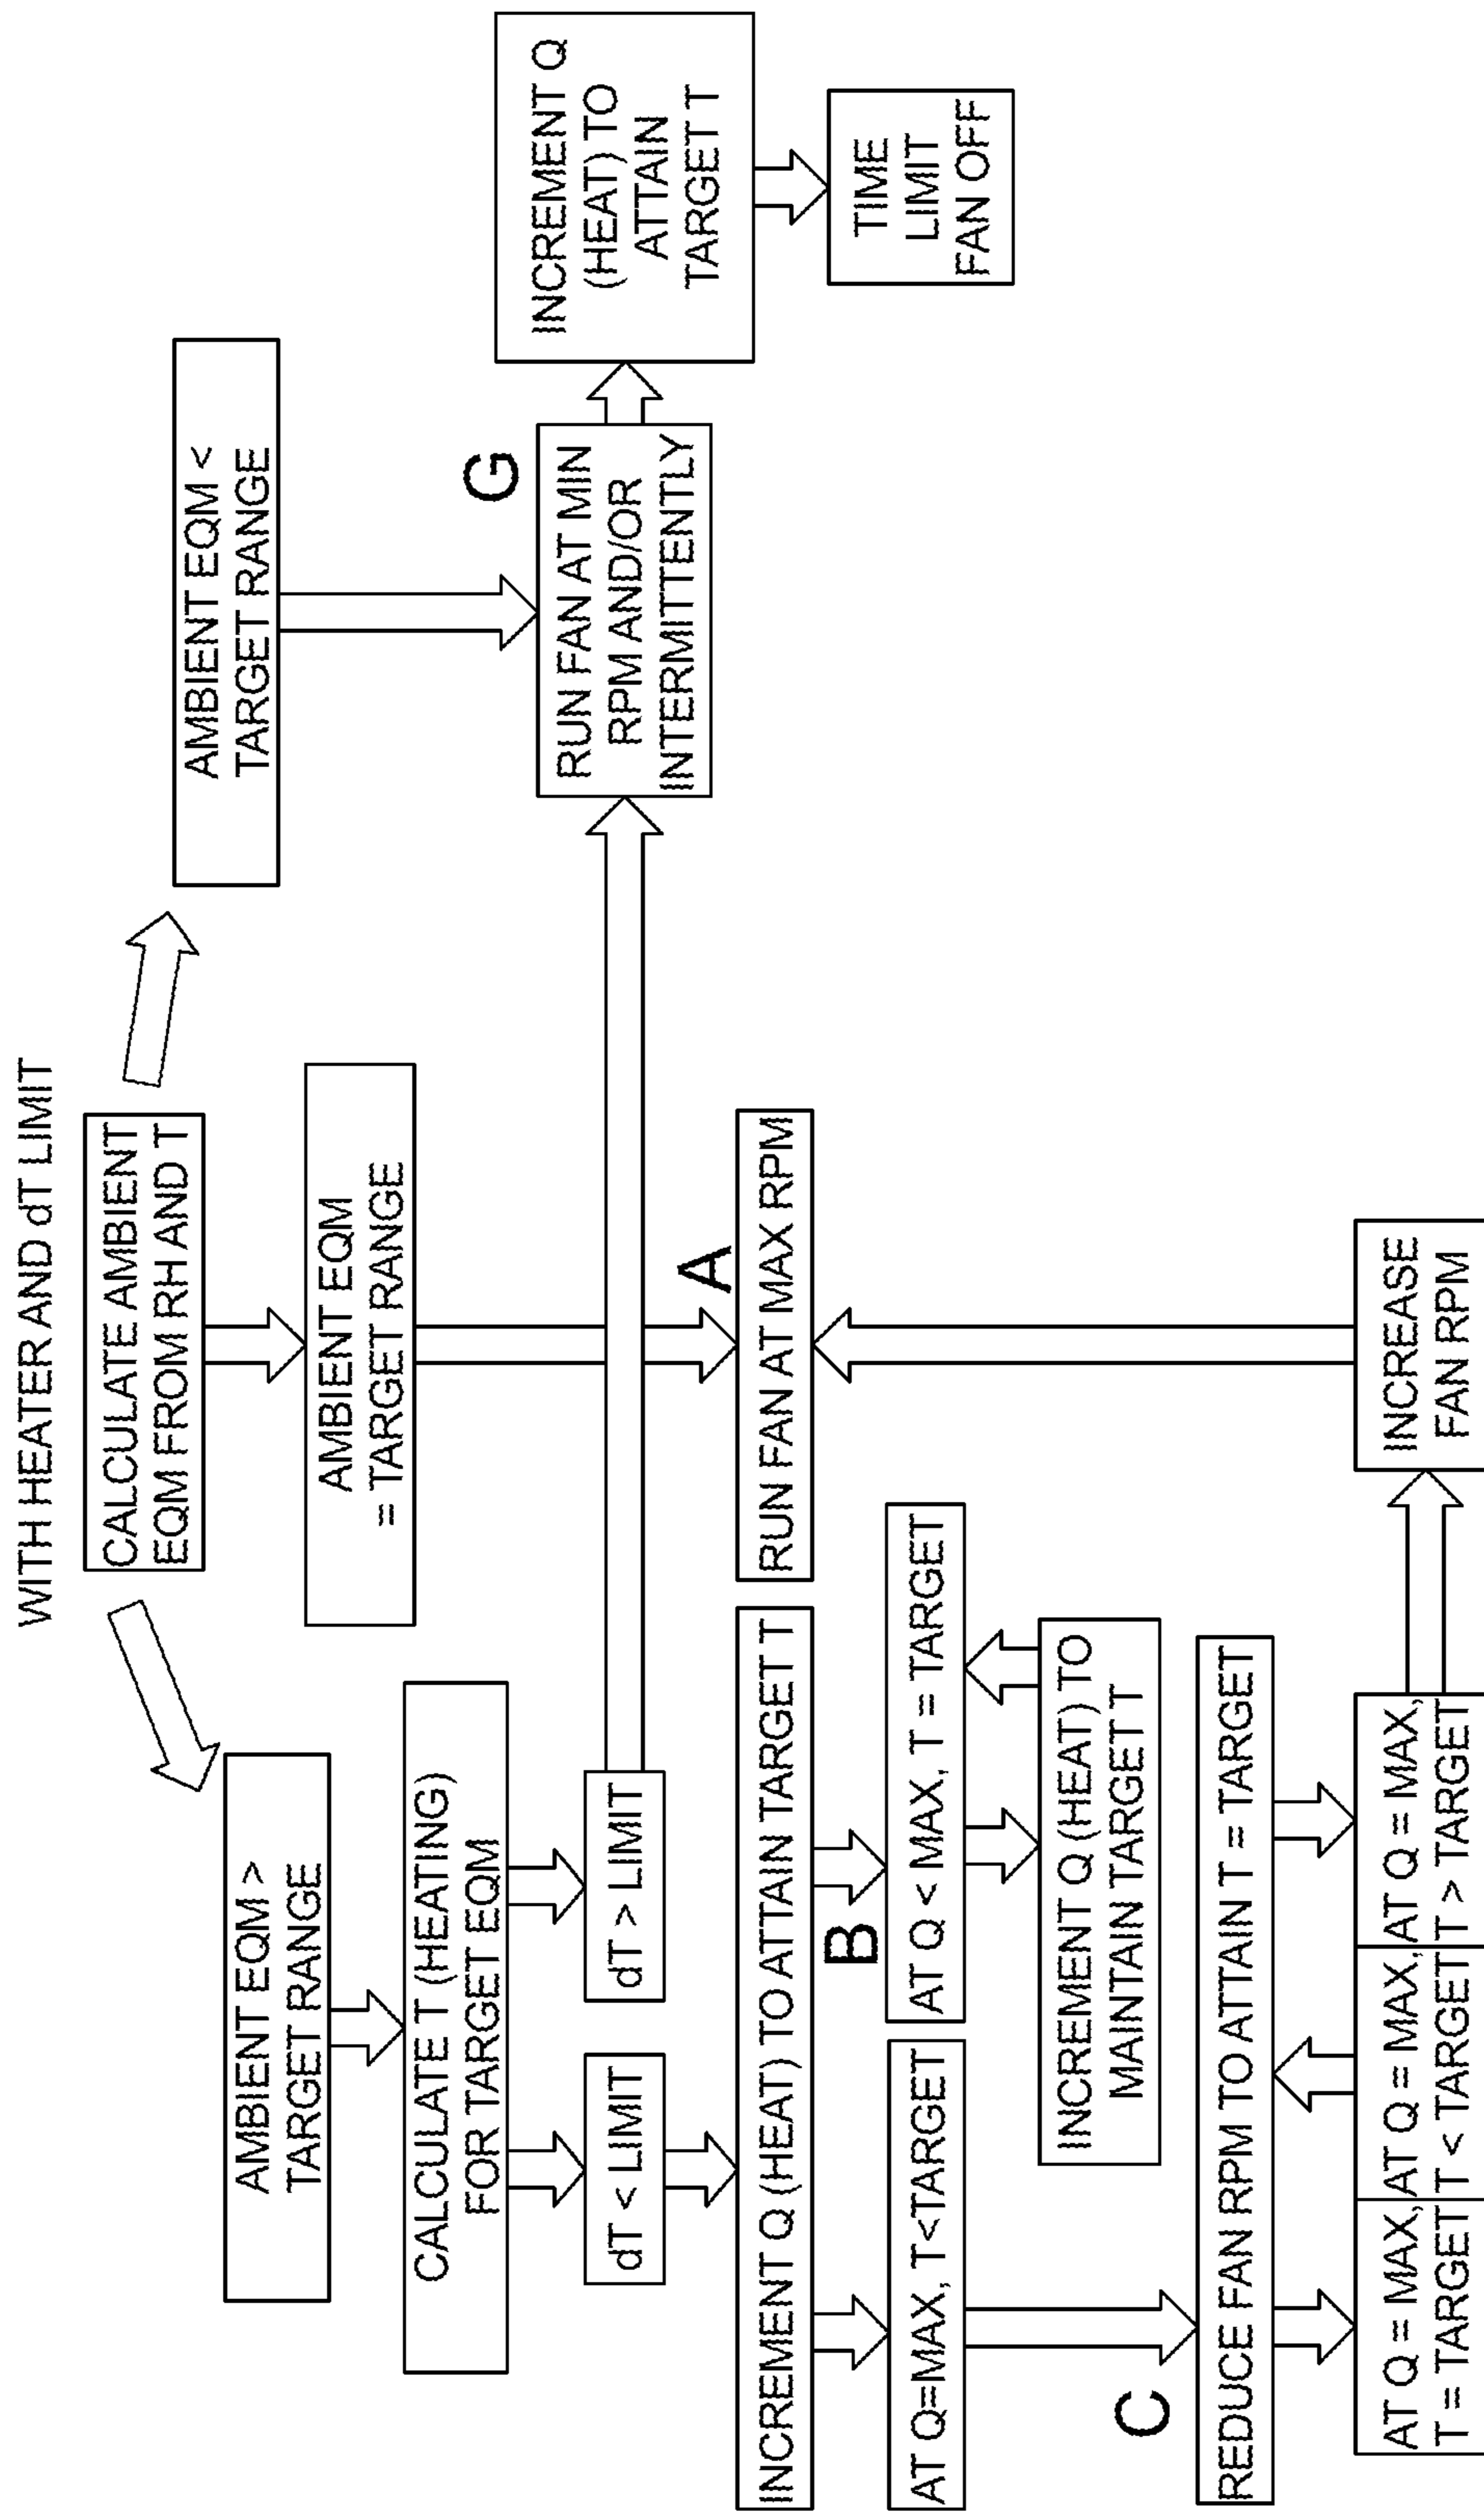 WITH HEATER AND dT LIMIT
CALCULATE AMBIENT
EQM FROM RH AND T
AMBIENT EQM >
TARGET RANGE
AMBIENT EQM
= TARGET RANGE
AMBIENT EQM <
TARGET RANGE
CALCULATE T (HEATING)
FOR TARGET EQM
dT < LIMIT
dT > LIMIT
G
RUN FAN AT MIN
RPM AND/OR
INTERMITTENTLY
INCREMENT Q
(HEAT) TO
ATTAIN
TARGET T
TIME
LIMIT
FAN OFF
INCREMENT Q (HEAT) TO ATTAIN TARGET T
A
RUN FAN AT MAX RPM
B
AT Q=MAX, T<TARGET
AT Q < MAX, T = TARGET
INCREMENT Q (HEAT) TO
MAINTAIN TARGET T
C
REDUCE FAN RPM TO ATTAIN T = TARGET
AT Q = MAX,
T = TARGET
AT Q = MAX,
T < TARGET
AT Q = MAX,
T > TARGET
INCREASE
FAN RPM